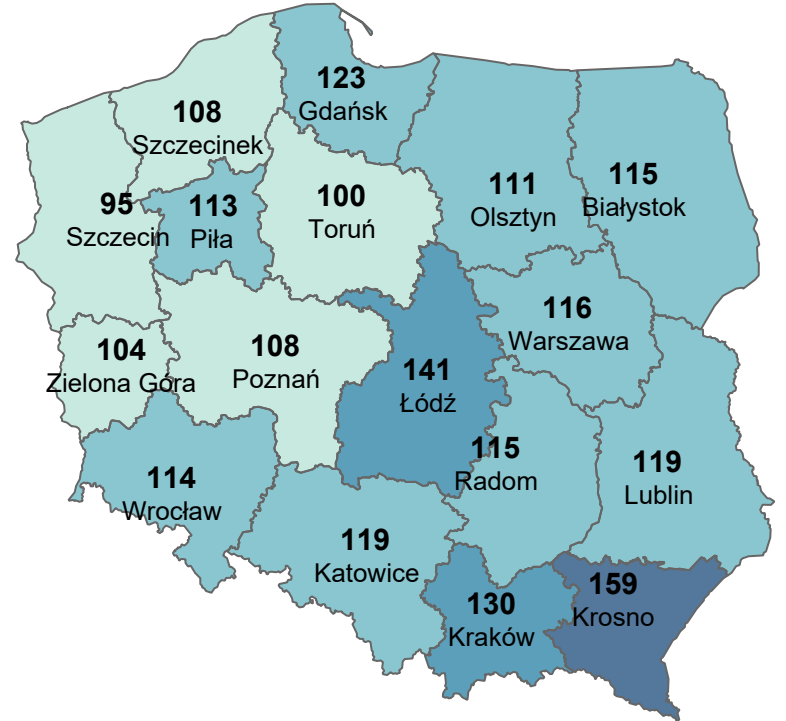 123
Gdańsk
108
Szczecinek
95
Szczecin
113
Piła
100
Toruń
111
Olsztyn
115
Białystok
104
Zielona Góra
108
Poznań
141
Łódź
116
Warszawa
114
Wrocław
119
Katowice
115
Radom
119
Lublin
130
Kraków
159
Krosno